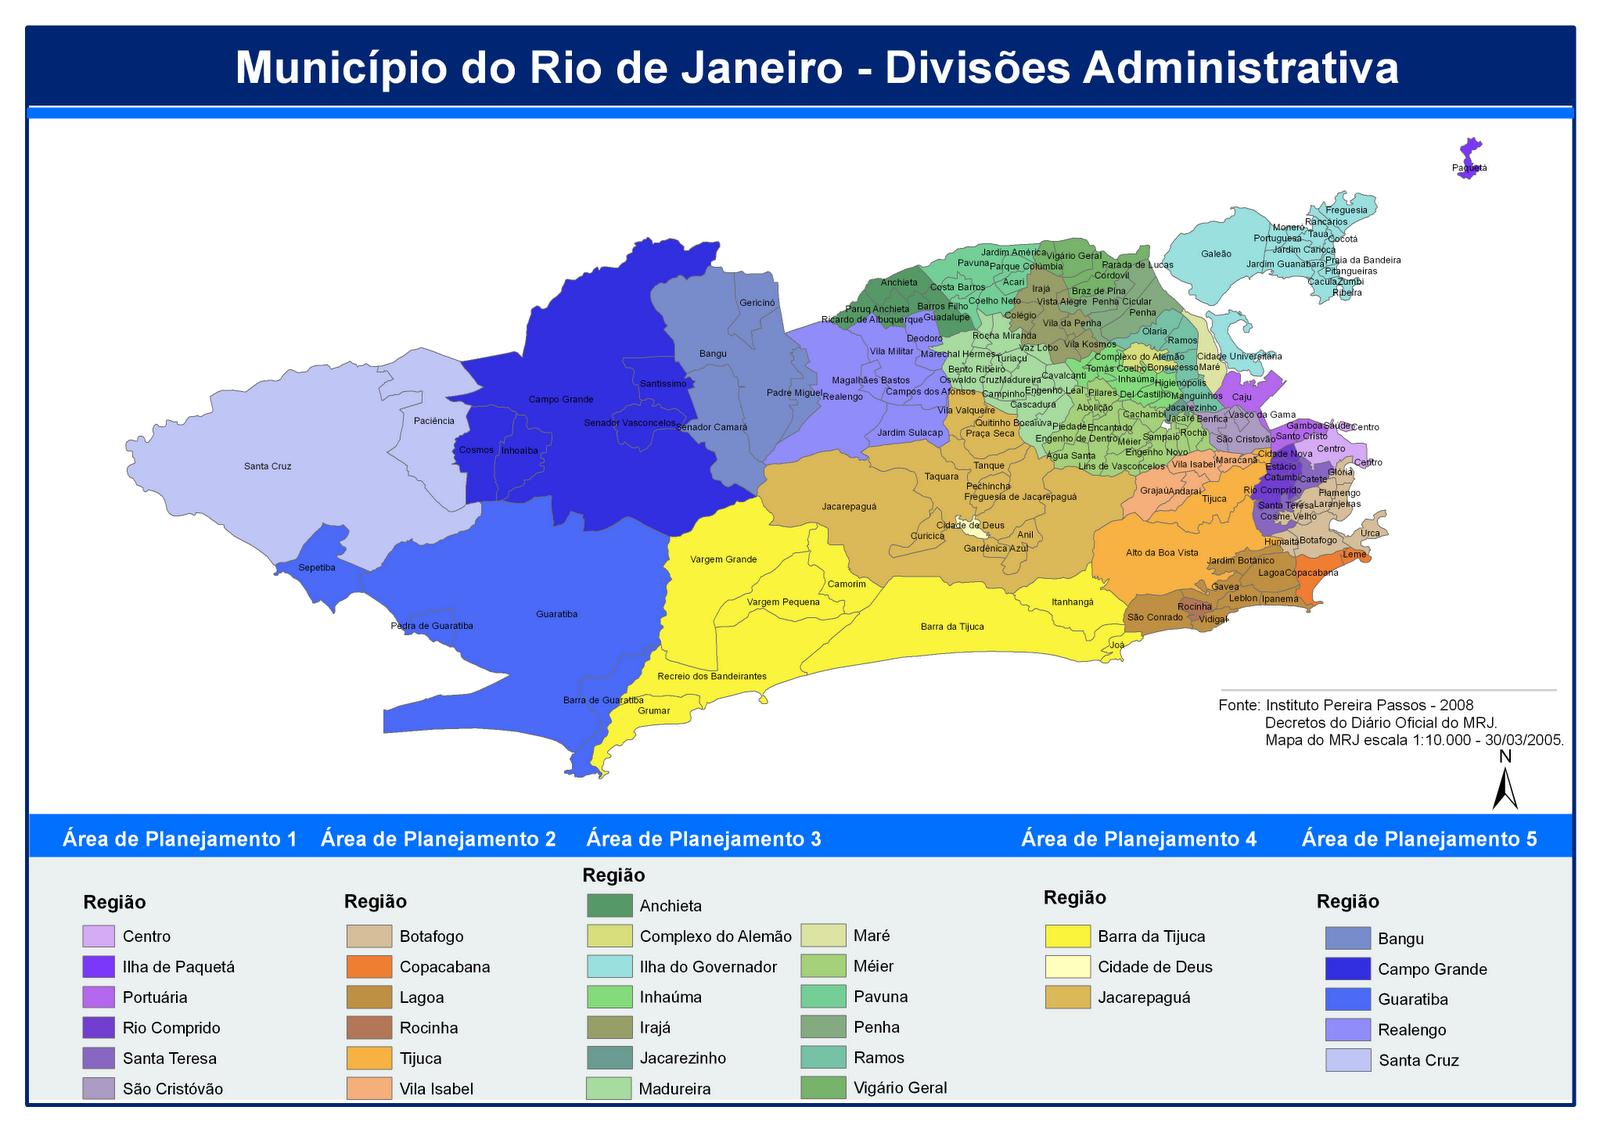 Município do Rio de Janeiro - Divisões Administrativa
Paquetá
Freguesia
Rancários
Moneró
Tauá
Portuguesa
Cocotá
Galeão
Jardim Carioca
Praia da Bandeira
Jardim Guanabara
Pitangueiras
Cacuia
Zumbi
Ribeira
Cidade Universitária
Jardim América
Vigário Geral
Pavuna
Parque Colúmbia
Parada de Lucas
Cordovil
Anchieta
Acari
Costa Barros
Irajá
Braz de Pina
Coelho Neto
Vista Alegre
Penha Cicular
Gericinó
Paruq Anchieta
Barros Filho
Penha
Ricardo de Albuquerque
Guadalupe
Colégio
Vila da Penha
Olaria
Deodoro
Rocha Miranda
Vila Kosmos
Ramos
Vila Militar
Marechal Hermes
Turiaçu
Vaz Lobo
Complexo do Alemão
Bangu
Bento Ribeiro
Tomás Coelho
Bonsucesso
Maré
Magalhães Bastos
Oswaldo Cruz
Madureira
Cavalcanti
Inhaúma
Higienópolis
Santissimo
Padre Miguel
Realengo
Campos dos Afonsos
Campinho
Engenho Leal
Pilares
Del Castilho
Manguinhos
Caju
Campo Grande
Cascadura
Abolição
Jacarezinho
Vila Valqueire
Cachambi
Jacaré
Benfica
Vasco da Gama
Paciência
Senador Vasconcelos
Senador Camará
Quitino Bocaiuva
Piedade
Encantado
Gamboa
Saúde
Centro
Praça Seca
Jardim Sulacap
Engenho de Dentro
Méier
Sampaio
Rocha
São Cristovão
Santo Cristo
Centro
Cosmos
Inhoaíba
Água Santa
Engenho Novo
Cidade Nova
Santa Cruz
Tanque
Lins de Vasconcelos
Vila Isabel
Maracanã
Estácio
Centro
Taquara
Pechincha
Catumbi
Catete
Glória
Freguesia de Jacarepaguá
Grajaú
Andaraí
Tijuca
Rio Comprido
Flamengo
Jacarepaguá
Santa Teresa
Laranjeiras
Cidade de Deus
Cosme Velho
Curicica
Anil
Urca
Gardênica Azul
Alto da Boa Vista
Humaitá
Botafogo
Vargem Grande
Jardim Botânico
Leme
Sepetiba
Camorim
Lagoa
Copacabana
Gavea
Vargem Pequena
Itanhangá
Leblon
Ipanema
Guaratiba
Rocinha
Pedra de Guaratiba
Barra da Tijuca
São Conrado
Vidigal
Joá
Recreio dos Bandeirantes
Barra de Guaratiba
Grumar
Fonte: Instituto Pereira Passos - 2008
Decretos do Diário Oficial do MRJ.
Mapa do MRJ escala 1:10.000 - 30/03/2005.
N
Área de Planejamento 1
Área de Planejamento 2
Área de Planejamento 3
Área de Planejamento 4
Área de Planejamento 5
Região
Centro
Ilha de Paquetá
Portuária
Rio Comprido
Santa Teresa
São Cristóvão
Região
Botafogo
Copacabana
Lagoa
Rocinha
Tijuca
Vila Isabel
Região
Anchieta
Complexo do Alemão
Ilha do Governador
Inhaúma
Irajá
Jacarezinho
Madureira
Maré
Méier
Pavuna
Penha
Ramos
Vigário Geral
Região
Barra da Tijuca
Cidade de Deus
Jacarepaguá
Região
Bangu
Campo Grande
Guaratiba
Realengo
Santa Cruz